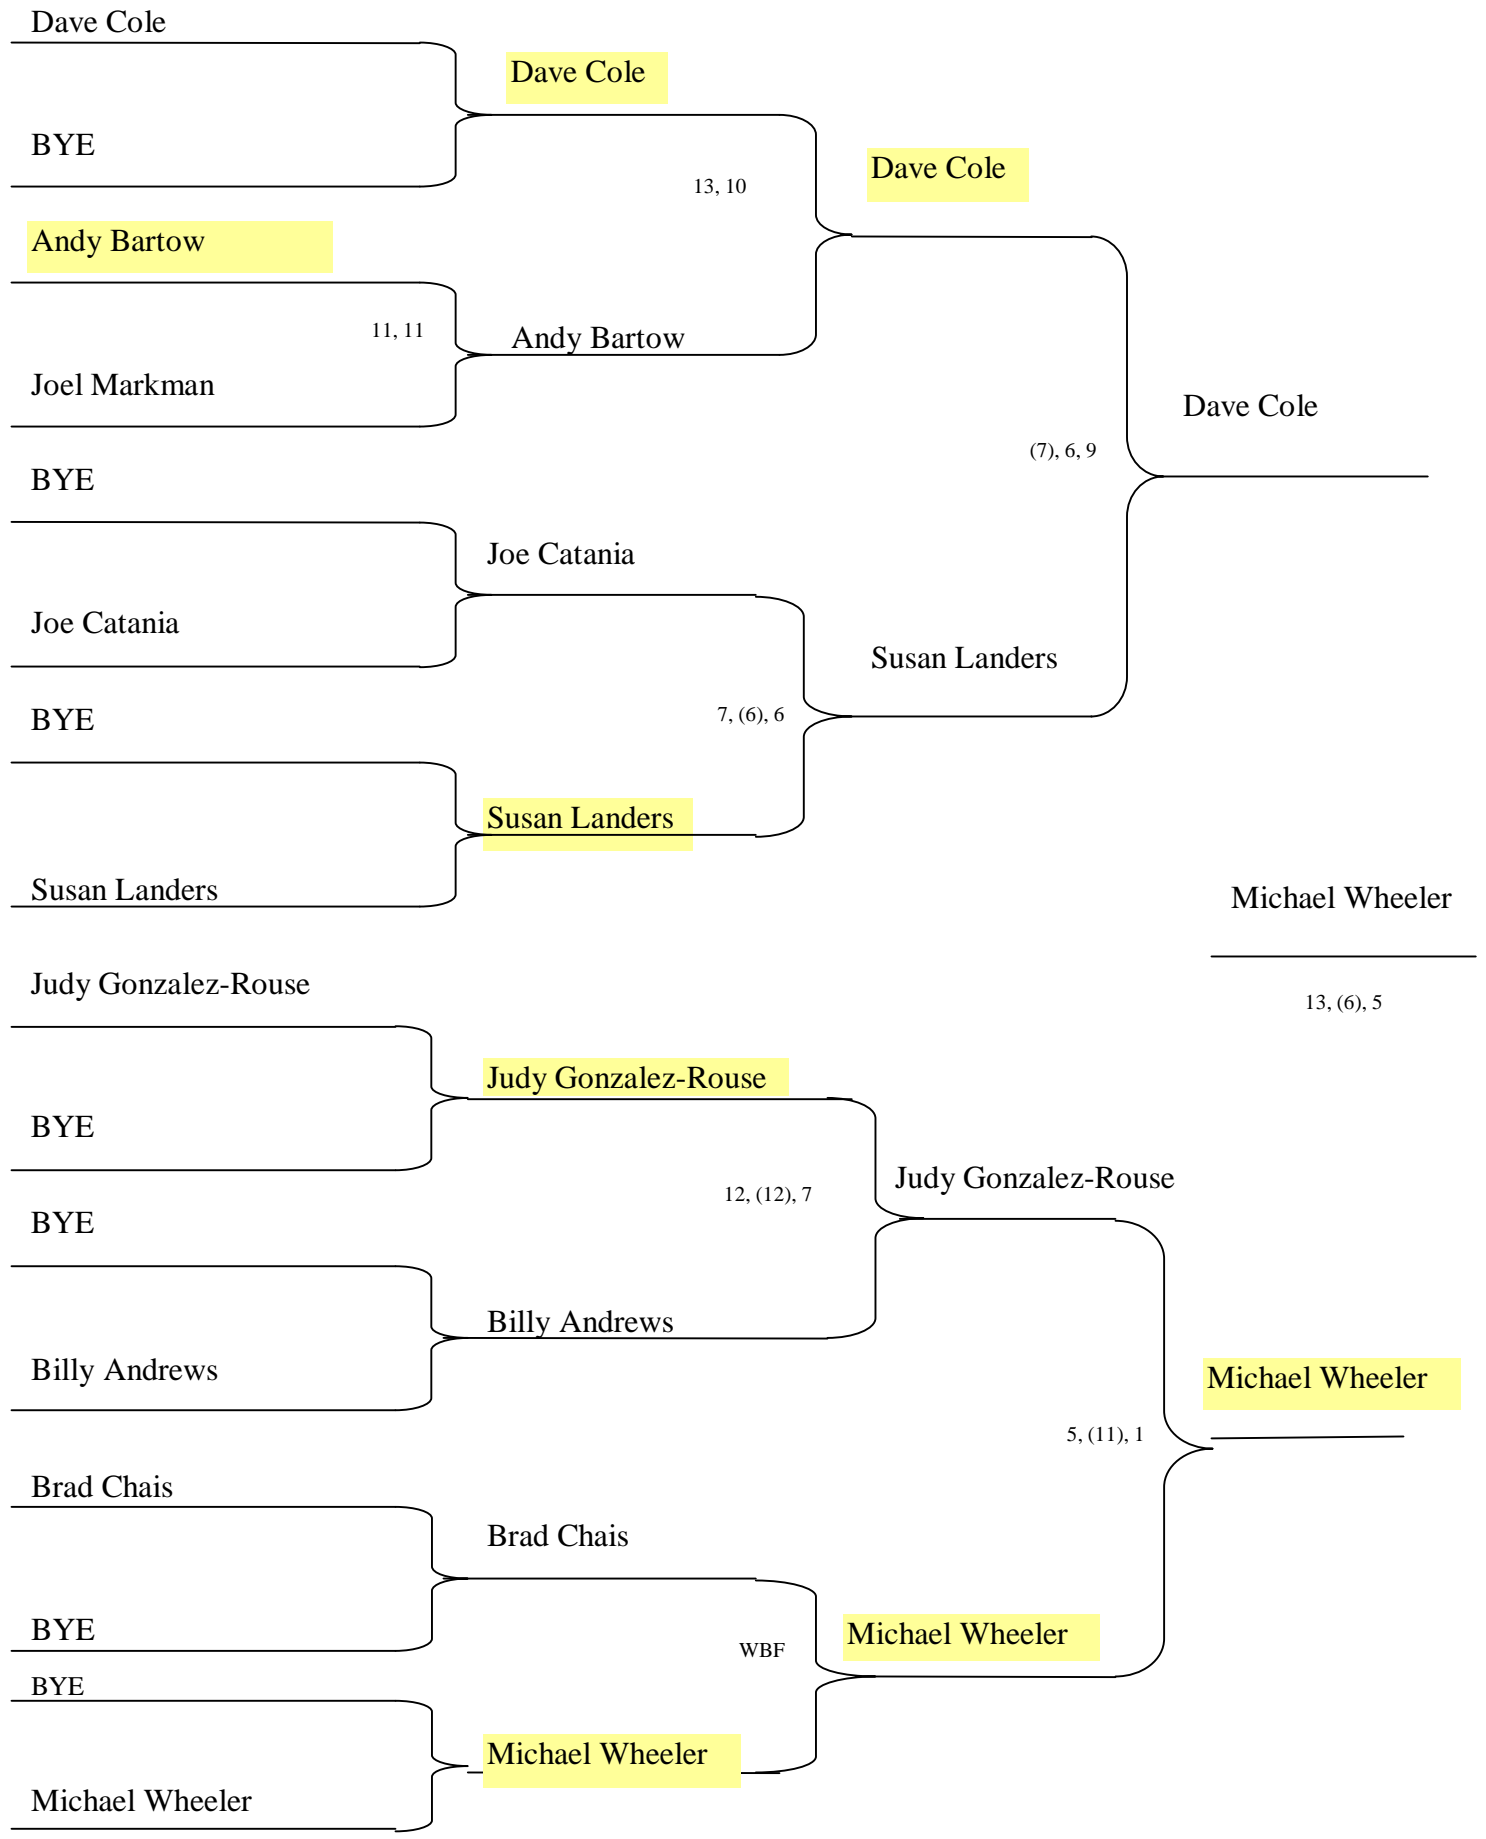 Dave Cole
Dave Cole
BYE
Dave Cole
13, 10
Andy Bartow
11, 11
Andy Bartow
Joel Markman
Dave Cole
(7), 6, 9
BYE
Joe Catania
Joe Catania
Susan Landers
BYE
7, (6), 6
Susan Landers
Susan Landers
Michael Wheeler
13, (6), 5
Judy Gonzalez-Rouse
Judy Gonzalez-Rouse
BYE
Judy Gonzalez-Rouse
12, (12), 7
BYE
Billy Andrews
Billy Andrews
Michael Wheeler
5, (11), 1
Brad Chais
Brad Chais
BYE
Michael Wheeler
WBF
BYE
Michael Wheeler
Michael Wheeler